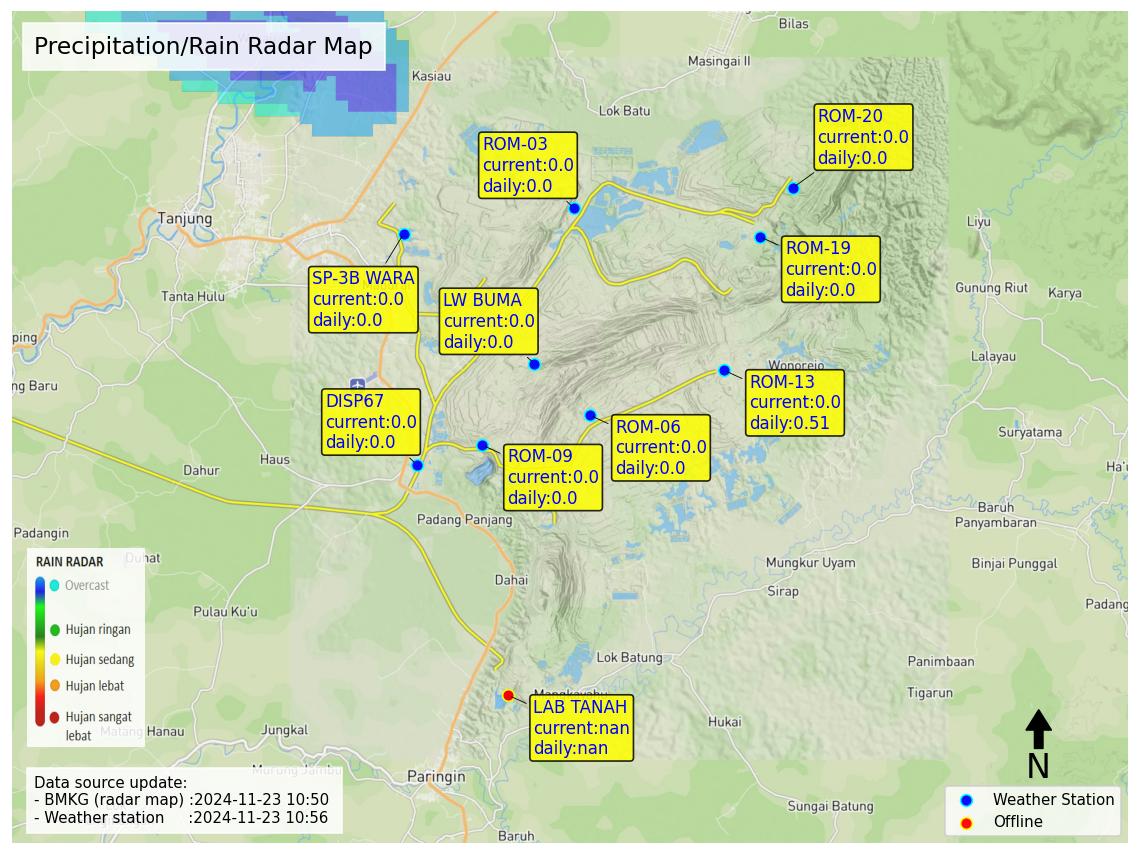 Precipitation/Rain Radar Map
Bilas
Masingai II
Kasiau
Lok Batu
ROM-20
current:0.0
daily:0.0
ROM-03
current:0.0
daily:0.0
Tanjung
Liyu
ROM-19
current:0.0
daily:0.0
SP-3B WARA
current:0.0
daily:0.0
Tanta Hulu
LW BUMA
current:0.0
daily:0.0
Gunung Riut
Karya
ping
Lalayau
Wonorejo
ng Baru
ROM-13
current:0.0
daily:0.51
DISP67
current:0.0
daily:0.0
ROM-06
current:0.0
daily:0.0
Suryatama
ROM-09
current:0.0
daily:0.0
Haus
Dahur
Ha'u
Baruh
Panyambaran
Padang Panjang
Padangin
Duhat
Mungkur Uyam
Binjai Punggal
Dahai
Sirap
Padang
Pulau Ku'u
RAIN RADAR
Overcast
Hujan ringan
Hujan sedang
Hujan lebat
Hujan sangat
lebat
Lok Batung
Panimbaan
Tigarun
Mangkayahu
LAB TANAH
current:nan
daily:nan
Matang Hanau
Jungkal
Hukai
Murung Jambu
Paringin
N
Data source update:
- BMKG (radar map) :2024-11-23 10:50
- Weather station :2024-11-23 10:56
Sungai Batung
Baruh
Weather Station
Offline